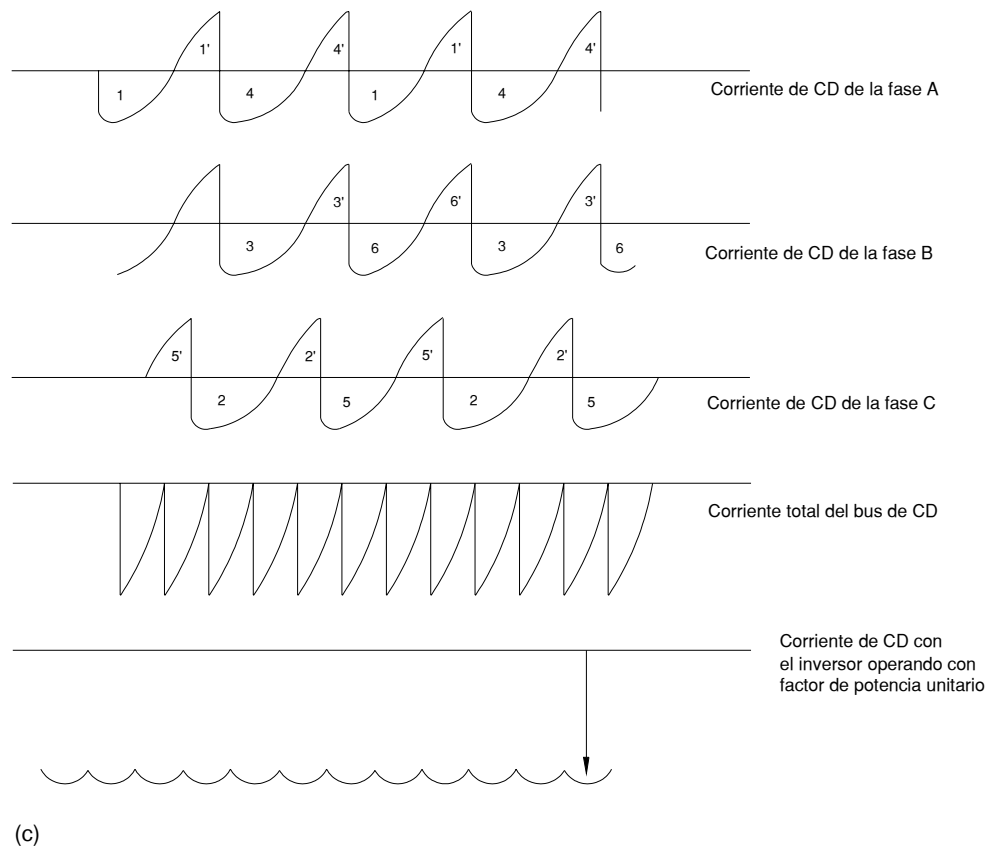 1'
4'
1'
4'
1
4
1
4
Corriente de CD de la fase A
3'
6'
3'
3
6
3
6
Corriente de CD de la fase B
5'
2'
5'
2'
2
5
2
5
Corriente de CD de la fase C
Corriente total del bus de CD
Corriente de CD con
el inversor operando con
factor de potencia unitario
(c)